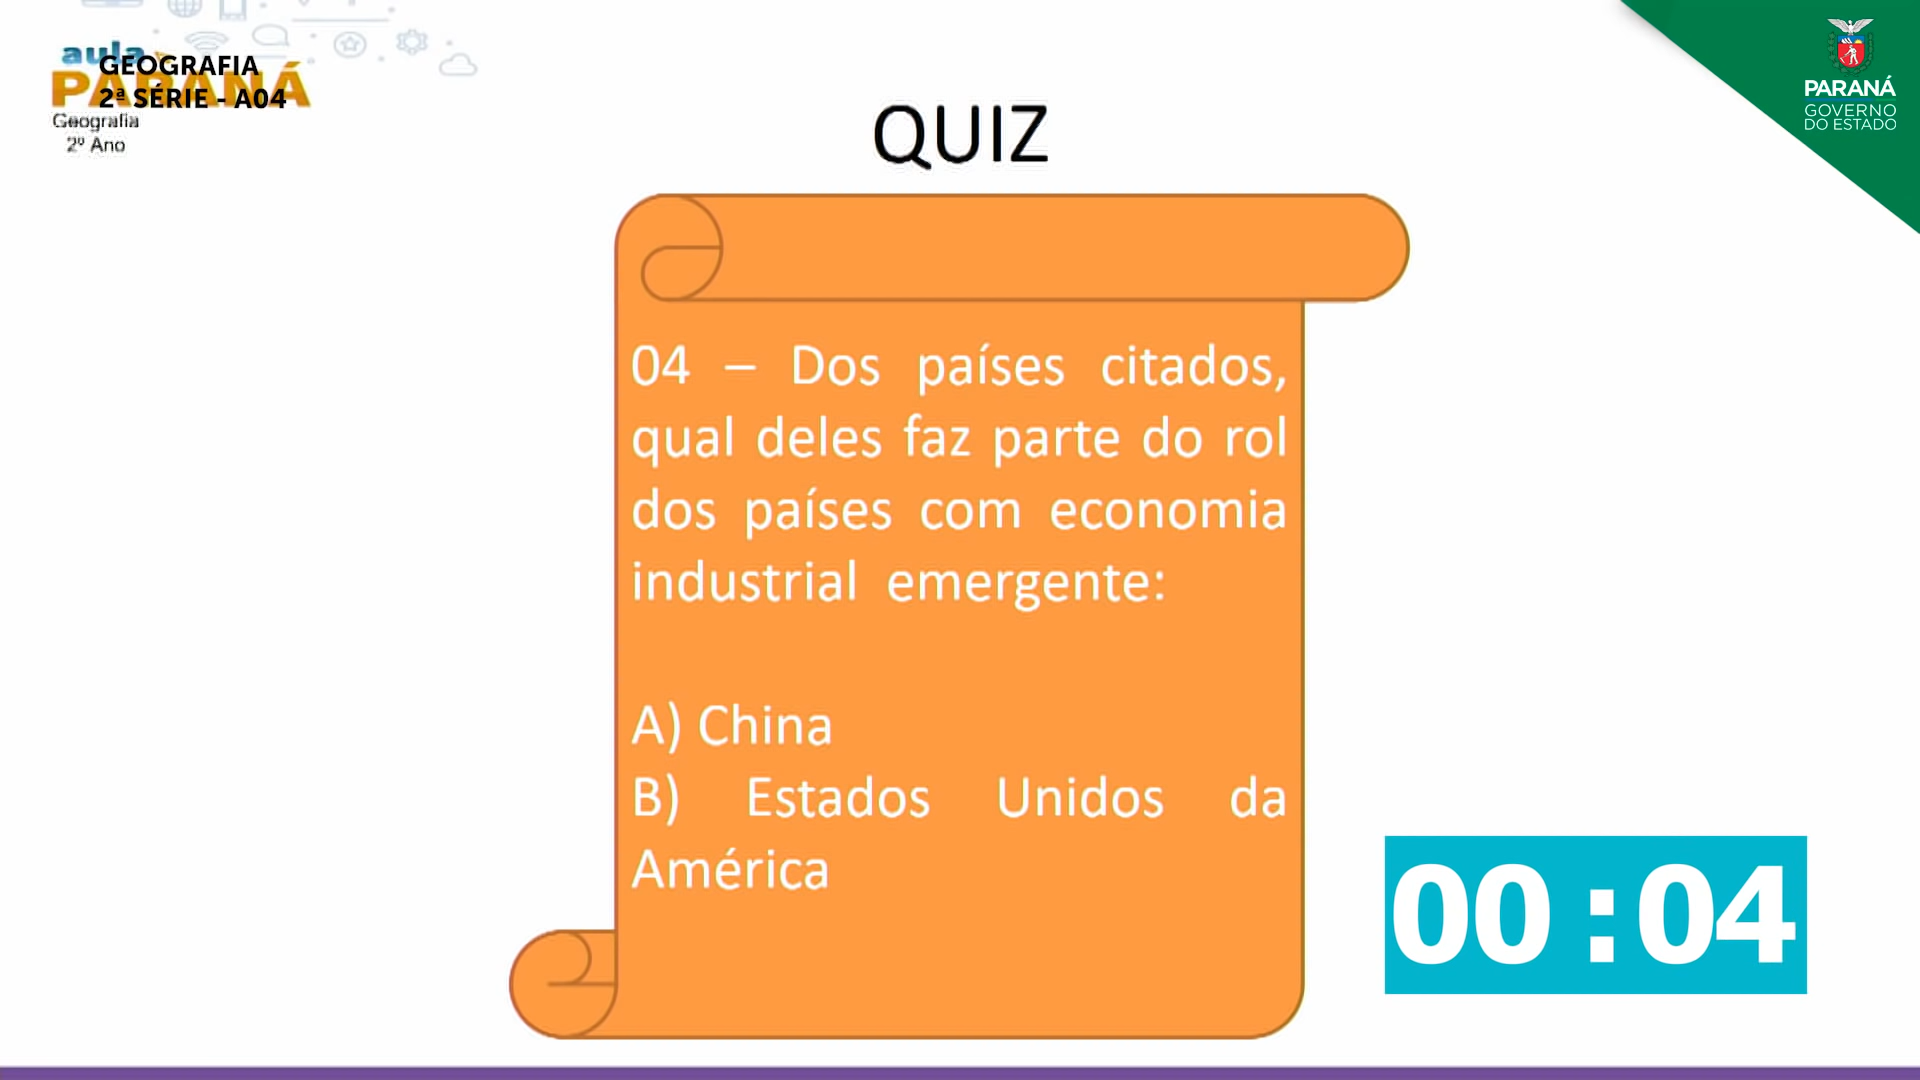 aula
PARANÁ
GEOGRAFIA
2ª SÉRIE - A04
Geografia
2º Ano
PARANÁ
GOVERNO
DO ESTADO
QUIZ
04 – Dos países citados,
qual deles faz parte do rol
dos países com economia
industrial emergente:
A) China
B) Estados Unidos da
América
00:04